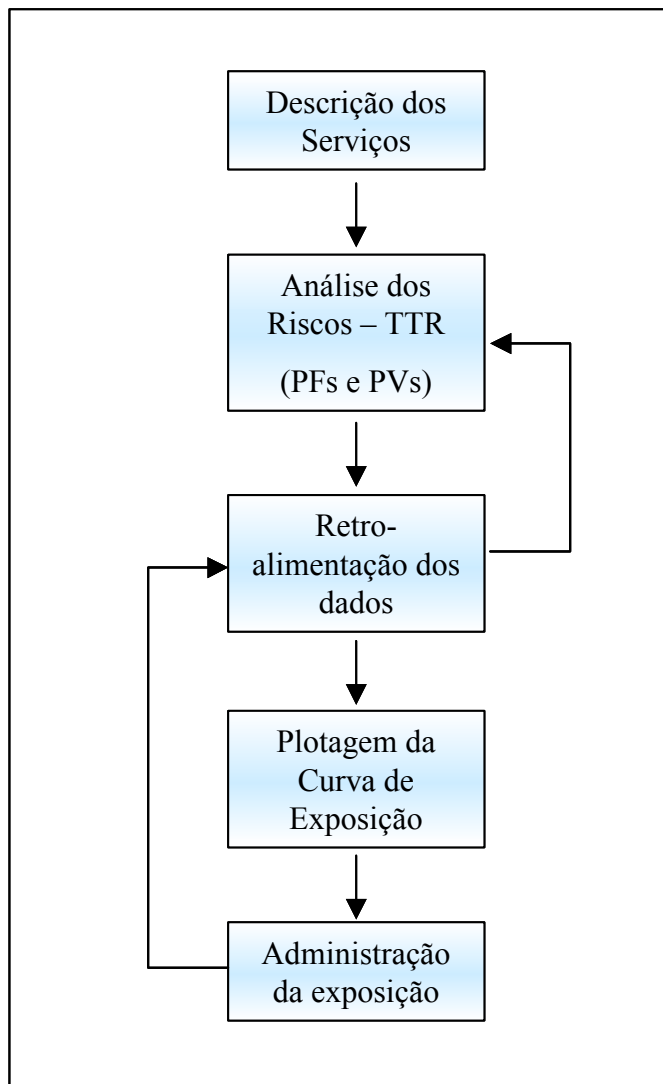 Descrição dos
Serviços
Análise dos
Riscos – TTR
(PFs e PVs)
Retro-
alimentação dos
dados
Plotagem da
Curva de
Exposição
Administração
da exposição